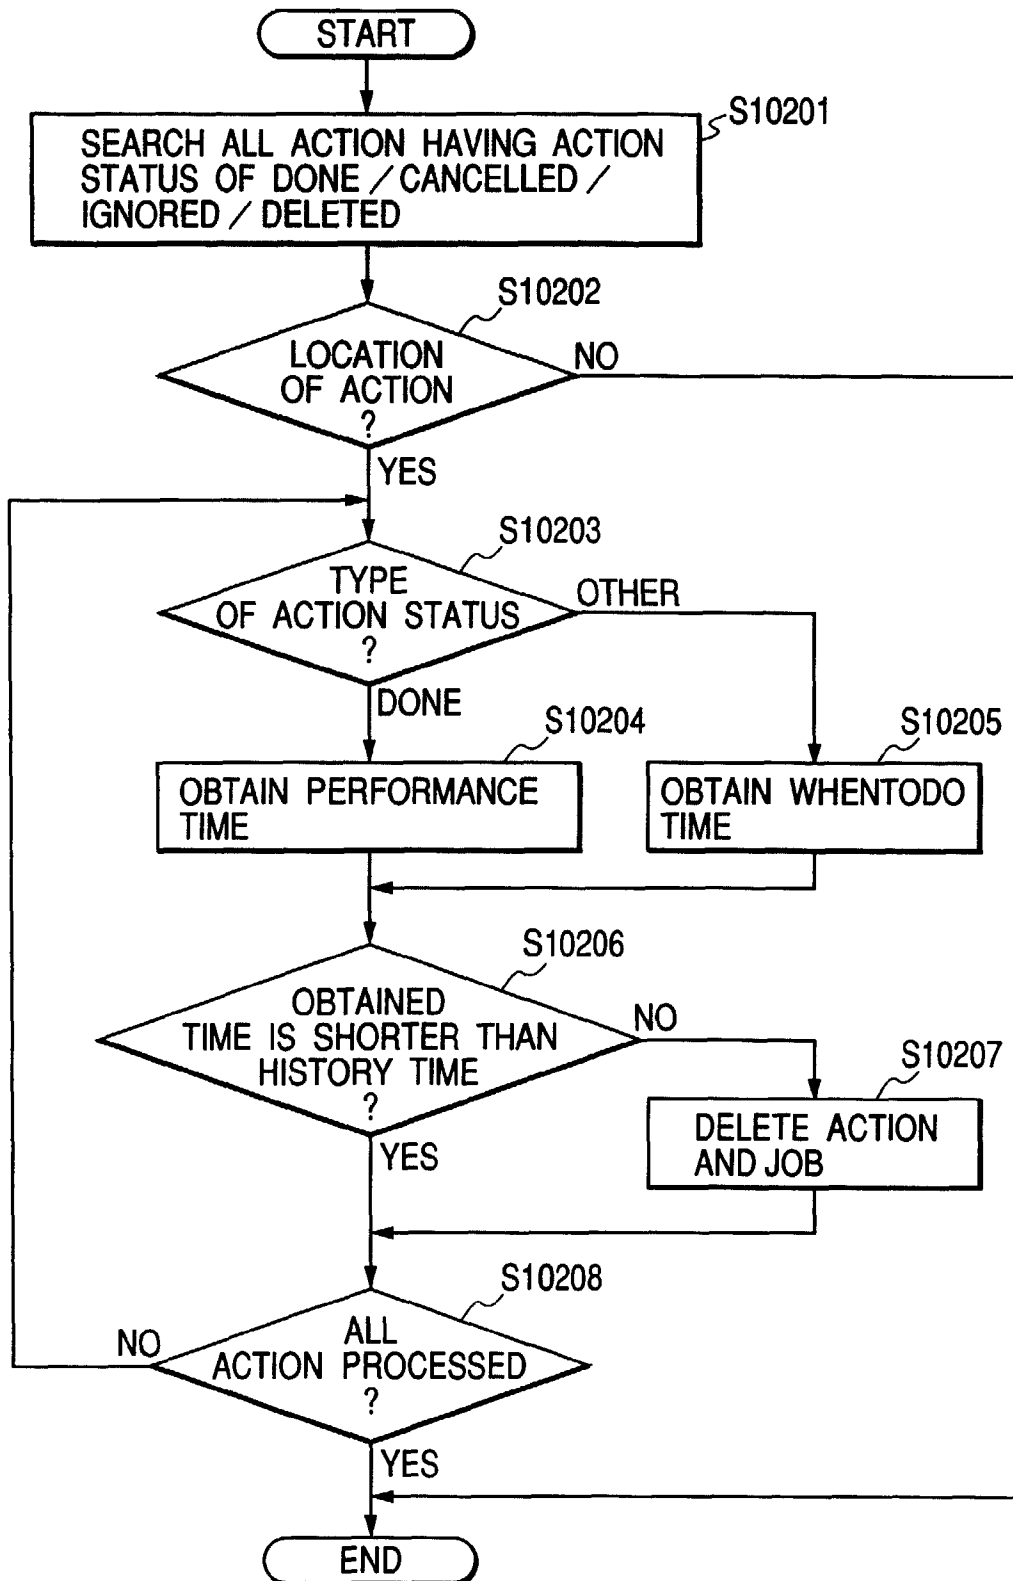 START
S10201
SEARCH ALL ACTION HAVING ACTION
STATUS OF DONE / CANCELLED /
IGNORED / DELETED
S10202
LOCATION
OF ACTION
?
NO
YES
S10203
TYPE
OF ACTION STATUS
?
OTHER
DONE
S10204
OBTAIN PERFORMANCE
TIME
S10205
OBTAIN WHENTODO
TIME
S10206
OBTAINED
TIME IS SHORTER THAN
HISTORY TIME
?
NO
YES
S10207
DELETE ACTION
AND JOB
S10208
ALL
ACTION PROCESSED
?
NO
YES
END